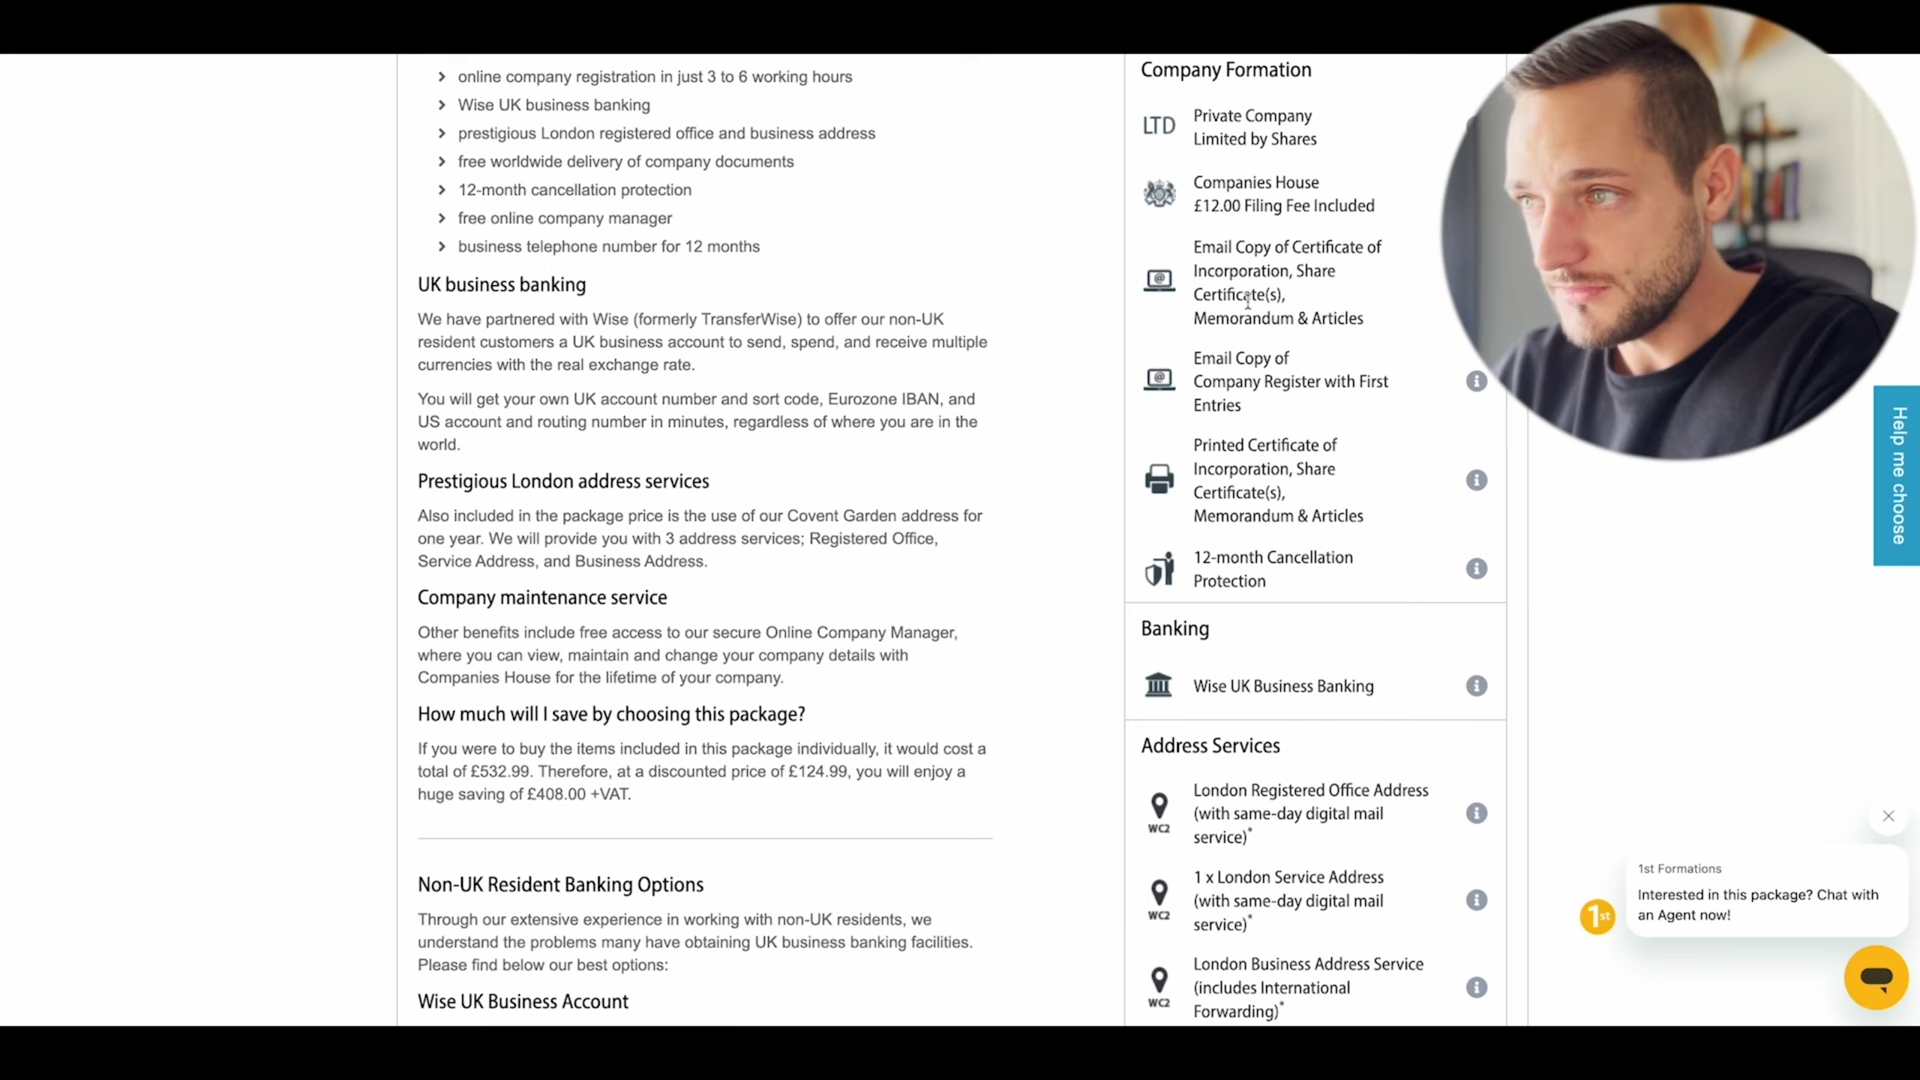 online company registration in just 3 to 6 working hours
Wise UK business banking
prestigious London registered office and business address
free worldwide delivery of company documents
12-month cancellation protection
free online company manager
business telephone number for 12 months
UK business banking
We have partnered with Wise (formerly TransferWise) to offer our non-UK
resident customers a UK business account to send, spend, and receive multiple
currencies with the real exchange rate.
You will get your own UK account number and sort code, Eurozone IBAN, and
US account and routing number in minutes, regardless of where you are in the
world.
Prestigious London address services
Also included in the package price is the use of our Covent Garden address for
one year. We will provide you with 3 address services; Registered Office,
Service Address, and Business Address.
Company maintenance service
Other benefits include free access to our secure Online Company Manager,
where you can view, maintain and change your company details with
Companies House for the lifetime of your company.
How much will I save by choosing this package?
If you were to buy the items included in this package individually, it would cost a
total of £532.99. Therefore, at a discounted price of £124.99, you will enjoy a
huge saving of £408.00 +VAT.
Non-UK Resident Banking Options
Through our extensive experience in working with non-UK residents, we
understand the problems many have obtaining UK business banking facilities.
Please find below our best options:
Wise UK Business Account
Company Formation
LTD
Private Company
Limited by Shares
Companies House
£12.00 Filing Fee Included
Email Copy of Certificate of
Incorporation, Share
Certificate(s),
Memorandum & Articles
Email Copy of
Company Register with First
Entries
Printed Certificate of
Incorporation, Share
Certificate(s),
Memorandum & Articles
12-month Cancellation
Protection
Banking
Wise UK Business Banking
Address Services
London Registered Office Address
(with same-day digital mail
service)*
WC2
1 x London Service Address
(with same-day digital mail
service)*
WC2
London Business Address Service
(includes International
Forwarding)*
WC2
Help me choose
1st Formations
Interested in this package? Chat with
an Agent now!
1st